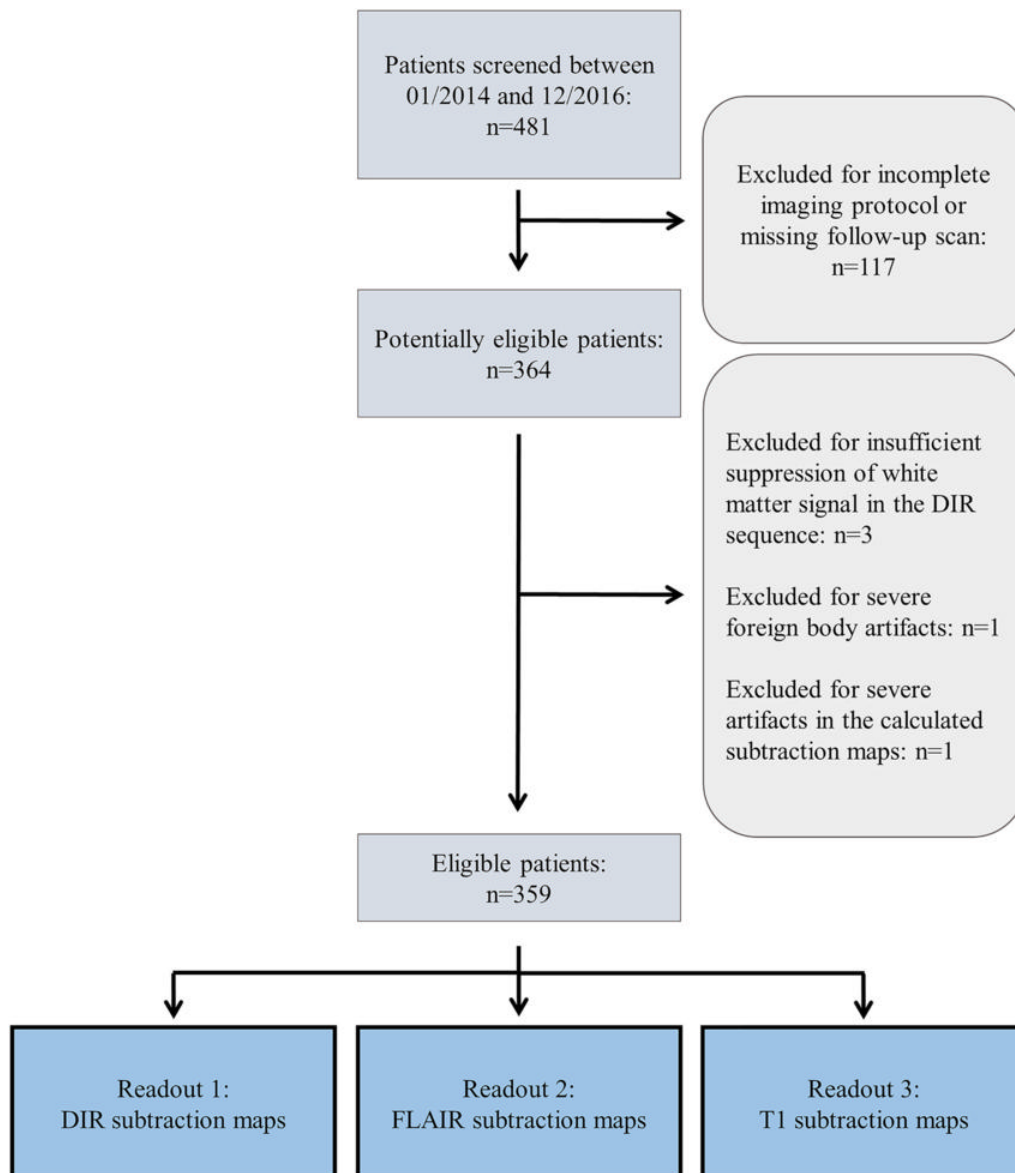 Patients screened between
01/2014 and 12/2016:
n=481
Excluded for incomplete
imaging protocol or
missing follow-up scan:
n=117
Potentially eligible patients:
n=364
Excluded for insufficient
suppression of white
matter signal in the DIR
sequence: n=3
Excluded for severe
foreign body artifacts: n=1
Excluded for severe
artifacts in the calculated
subtraction maps: n=1
Eligible patients:
n=359
Readout 1:
DIR subtraction maps
Readout 2:
FLAIR subtraction maps
Readout 3:
T1 subtraction maps